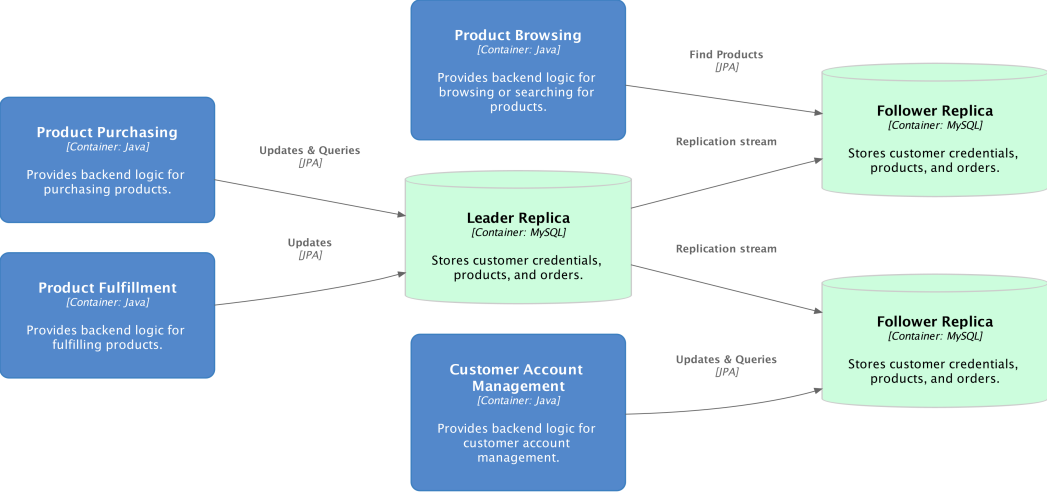 Product Browsing
[Container: Java]
Provides backend logic for
browsing or searching for
products.
Find Products
[JPA]
Follower Replica
[Container: MySQL]
Stores customer credentials,
products, and orders.
Product Purchasing
[Container: Java]
Provides backend logic for
purchasing products.
Updates & Queries
[JPA]
Replication stream
Leader Replica
[Container: MySQL]
Stores customer credentials,
products, and orders.
Updates
[JPA]
Replication stream
Product Fulfillment
[Container: Java]
Provides backend logic for
fulfilling products.
Follower Replica
[Container: MySQL]
Stores customer credentials,
products, and orders.
Customer Account
Management
[Container: Java]
Provides backend logic for
customer account
management.
Updates & Queries
[JPA]